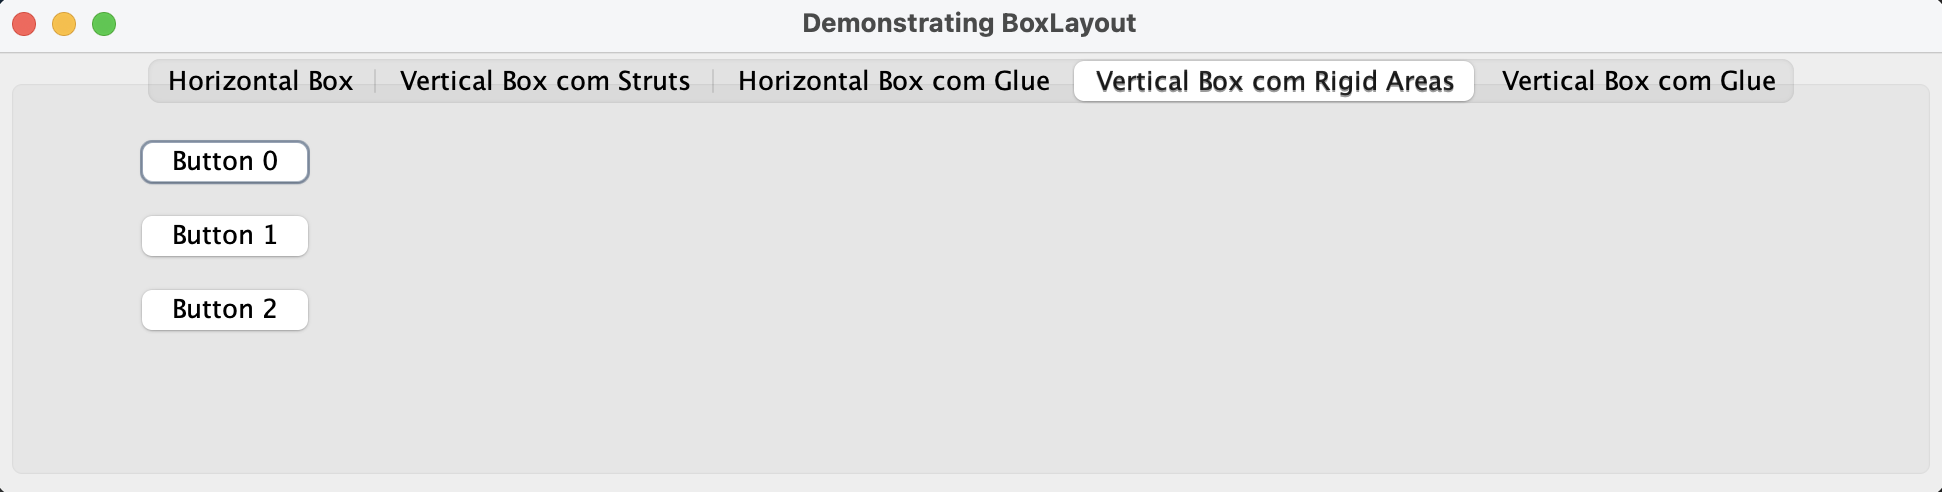 Demonstrating BoxLayout
Horizontal Box
Vertical Box com Struts
Horizontal Box com Glue
Vertical Box com Rigid Areas
Vertical Box com Glue
Button 0
Button 1
Button 2